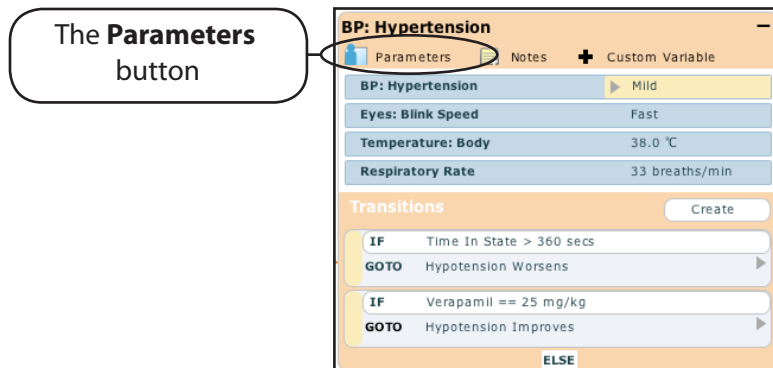 The Parameters
button
BP: Hypertension –
Parameters Notes + Custom Variable
BP: Hypertension Mild
Eyes: Blink Speed Fast
Temperature: Body 38.0 °C
Respiratory Rate 33 breaths/min
Transitions Create
IF Time In State > 360 secs
GOTO Hypotension Worsens
IF Verapamil == 25 mg/kg
GOTO Hypotension Improves
ELSE